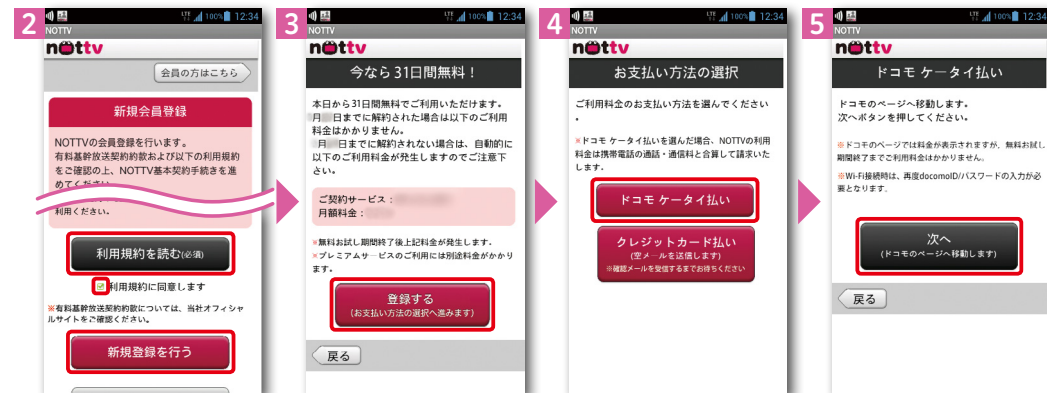 2
LTE 100% 12:34
NOTTV
nottv
会員の方はこちら
新規会員登録
NOTTVの会員登録を行います。
有料基幹放送契約約款および以下の利用規約
をご確認の上、NOTTV基本契約手続きを進
めてください
利用ください。
利用規約を読む(必須)
利用規約に同意します
※有料基幹放送契約約款については、当社オフィシャ
ルサイトをご確認ください。
新規登録を行う
3
LTE 100% 12:34
NOTTV
nottv
今なら31日間無料！
本日から31日間無料でご利用いただけます。
月 日までに解約された場合は以下のご利用
料金はかかりません。
月 日までに解約されない場合は、自動的に
以下のご利用料金が発生しますのでご注意下
さい。
ご契約サービス：
月額料金：
※無料お試し期間終了後上記料金が発生します．
※プレミアムサービスのご利用には別途料金がかかり
ます。
登録する
(お支払い方法の選択へ進みます)
戻る
4
LTE 100% 12:34
NOTTV
nottv
お支払い方法の選択
ご利用料金のお支払い方法を選んでください
。
※ドコモ ケータイ払いを選んだ場合、NOTTVの利用
料金は携帯電話の通話・通信料と合算して請求いた
します。
ドコモ ケータイ払い
クレジットカード払い
(空メールを送信します)
※確認メールを受信するまでお待ちください
5
LTE 100% 12:34
NOTTV
nottv
ドコモ ケータイ払い
ドコモのページへ移動します。
次へボタンを押してください。
※ドコモのページでは料金が表示されますが、無料お試し
期間終了までご利用料金はかかりません。
※Wi-Fi接続時は、再度docomoID/パスワードの入力が必
要となります。
次へ
(ドコモのページへ移動します)
戻る